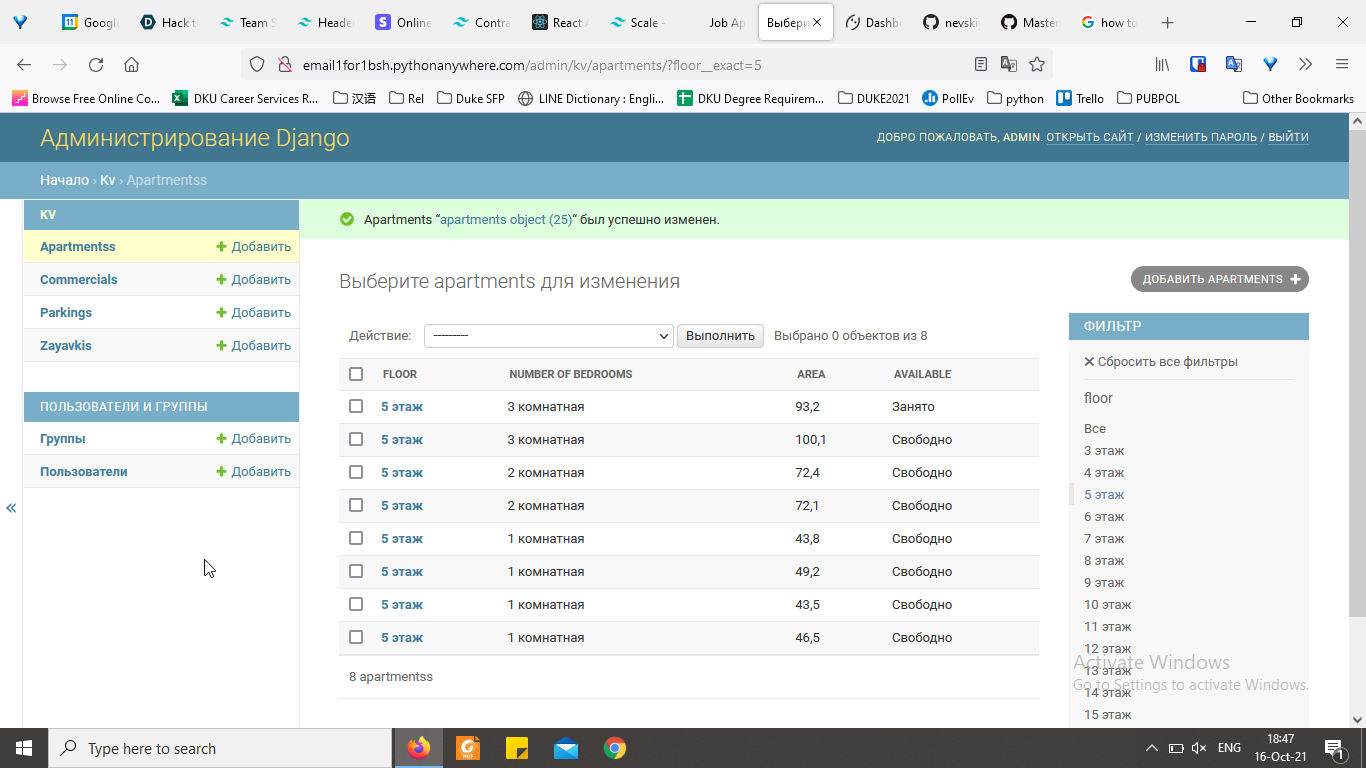 Google
Hack t
Team S
Heade
Online
Contra
React A
Scale -
Job Ap
Выбери
Dashbo
nevski
Master
how to
email1for1bsh.pythonanywhere.com/admin/kv/apartments/?floor__exact=5
Browse Free Online Co...
DKU Career Services R...
汉语
Rel
Duke SFP
LINE Dictionary : Engli...
DKU Degree Requirem...
DUKE2021
PollEv
python
Trello
PUBPOL
Other Bookmarks
Администрирование Django
ДОБРО ПОЖАЛОВАТЬ, ADMIN. ОТКРЫТЬ САЙТ / ИЗМЕНИТЬ ПАРОЛЬ / ВЫЙТИ
Начало › Kv › Apartmentss
KV
Apartmentss + Добавить
Commercials + Добавить
Parkings + Добавить
Zayavkis + Добавить
ПОЛЬЗОВАТЕЛИ И ГРУППЫ
Группы + Добавить
Пользователи + Добавить
«
Apartments “apartments object (25)“ был успешно изменен.
Выберите apartments для изменения
ДОБАВИТЬ APARTMENTS +
Действие: --------- Выполнить Выбрано 0 объектов из 8
FLOOR NUMBER OF BEDROOMS AREA AVAILABLE
5 этаж 3 комнатная 93,2 Занято
5 этаж 3 комнатная 100,1 Свободно
5 этаж 2 комнатная 72,4 Свободно
5 этаж 2 комнатная 72,1 Свободно
5 этаж 1 комнатная 43,8 Свободно
5 этаж 1 комнатная 49,2 Свободно
5 этаж 1 комнатная 43,5 Свободно
5 этаж 1 комнатная 46,5 Свободно
8 apartmentss
ФИЛЬТР
✕ Сбросить все фильтры
floor
Все
3 этаж
4 этаж
5 этаж
6 этаж
7 этаж
8 этаж
9 этаж
10 этаж
11 этаж
12 этаж
13 этаж
14 этаж
15 этаж
Activate Windows
Go to Settings to activate Windows.
Type here to search
PDF
ENG
18:47
16-Oct-21
1